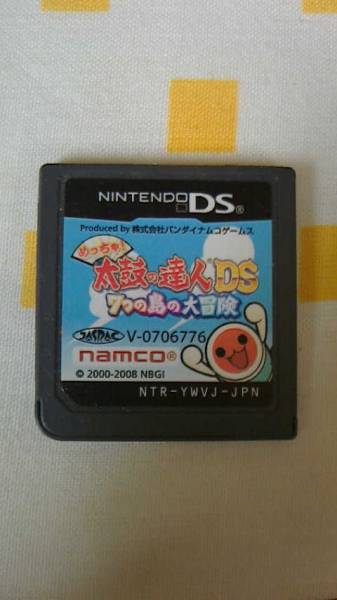 NINTENDO DS®
Produced by 株式会社バンダイナムコゲームス
めっちゃ!
太鼓の達人DS
7つの島の大冒険
JASRAC V-0706776
namco®
© 2000-2008 NBGI
NTR-YWVJ-JPN